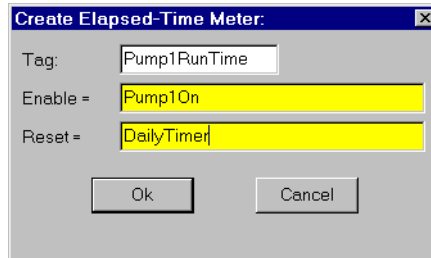 Create Elapsed-Time Meter:
Tag: Pump1RunTime
Enable = Pump1On
Reset = DailyTimer
Ok Cancel